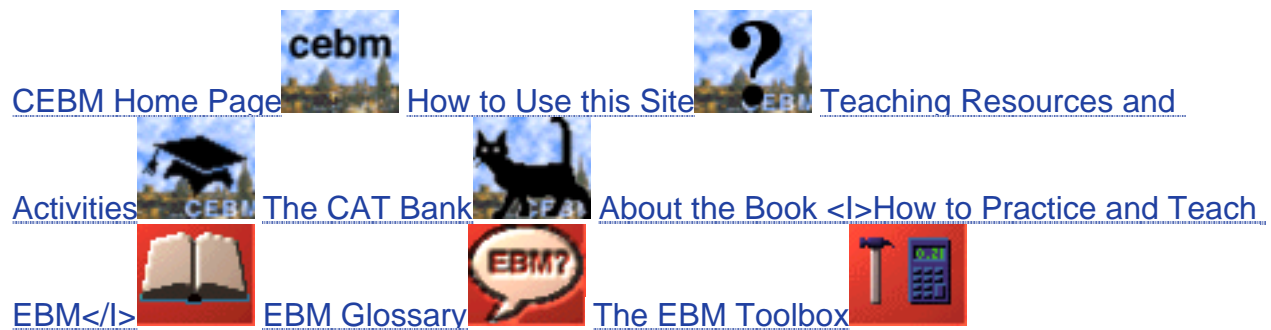 cebm
CEBM Home Page How to Use this Site CEBM Teaching Resources and
Activities CEBM The CAT Bank CEBM About the Book <I>How to Practice and Teach
EBM</I> EBM Glossary EBM? The EBM Toolbox 0.21